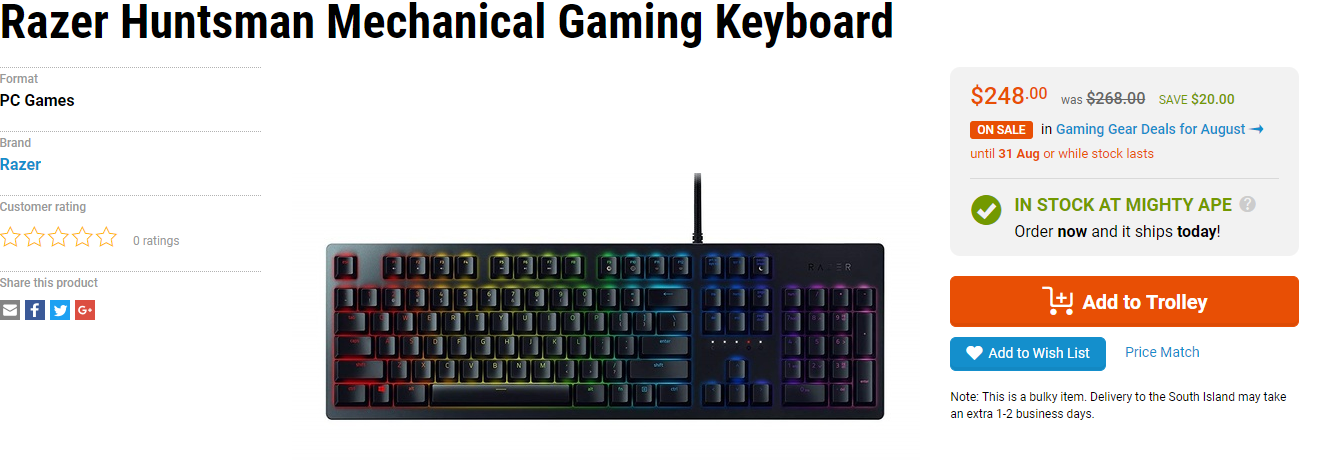 Razer Huntsman Mechanical Gaming Keyboard
Format
PC Games
Brand
Razer
Customer rating
0 ratings
Share this product
RAZER
$248.00 was $268.00 SAVE $20.00
ON SALE in Gaming Gear Deals for August →
until 31 Aug or while stock lasts
IN STOCK AT MIGHTY APE ?
Order now and it ships today!
Add to Trolley
Add to Wish List Price Match
Note: This is a bulky item. Delivery to the South Island may take
an extra 1-2 business days.